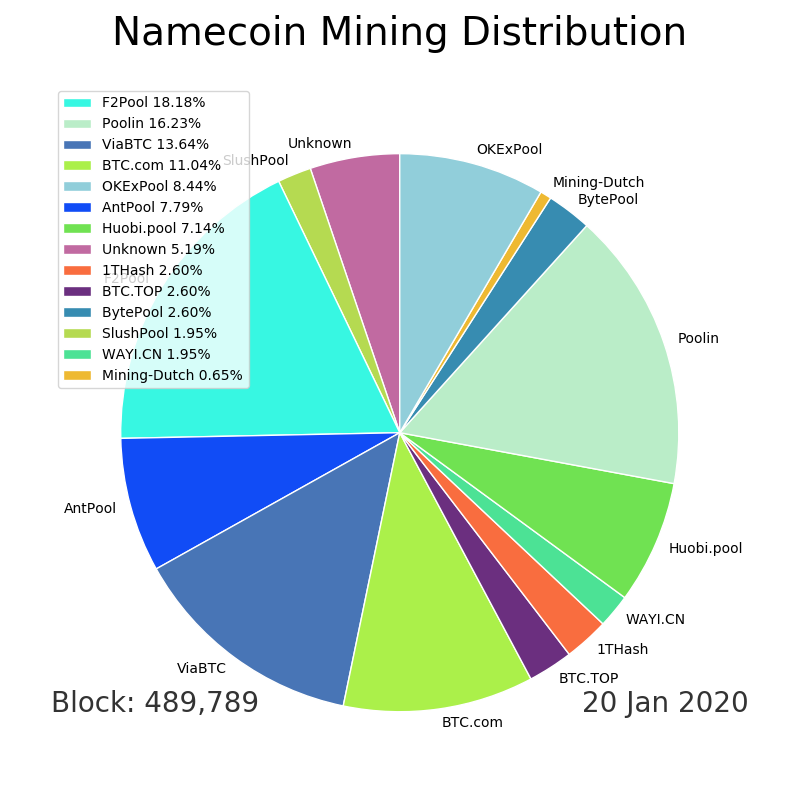 Namecoin Mining Distribution
F2Pool 18.18%
Poolin 16.23%
ViaBTC 13.64%
BTC.com 11.04%
OKExPool 8.44%
AntPool 7.79%
Huobi.pool 7.14%
Unknown 5.19%
1THash 2.60%
BTC.TOP 2.60%
BytePool 2.60%
SlushPool 1.95%
WAYI.CN 1.95%
Mining-Dutch 0.65%
Unknown
OKExPool
SlushPool
Mining-Dutch
BytePool
F2Pool
Poolin
AntPool
Huobi.pool
WAYI.CN
1THash
ViaBTC
BTC.TOP
BTC.com
Block: 489,789
20 Jan 2020